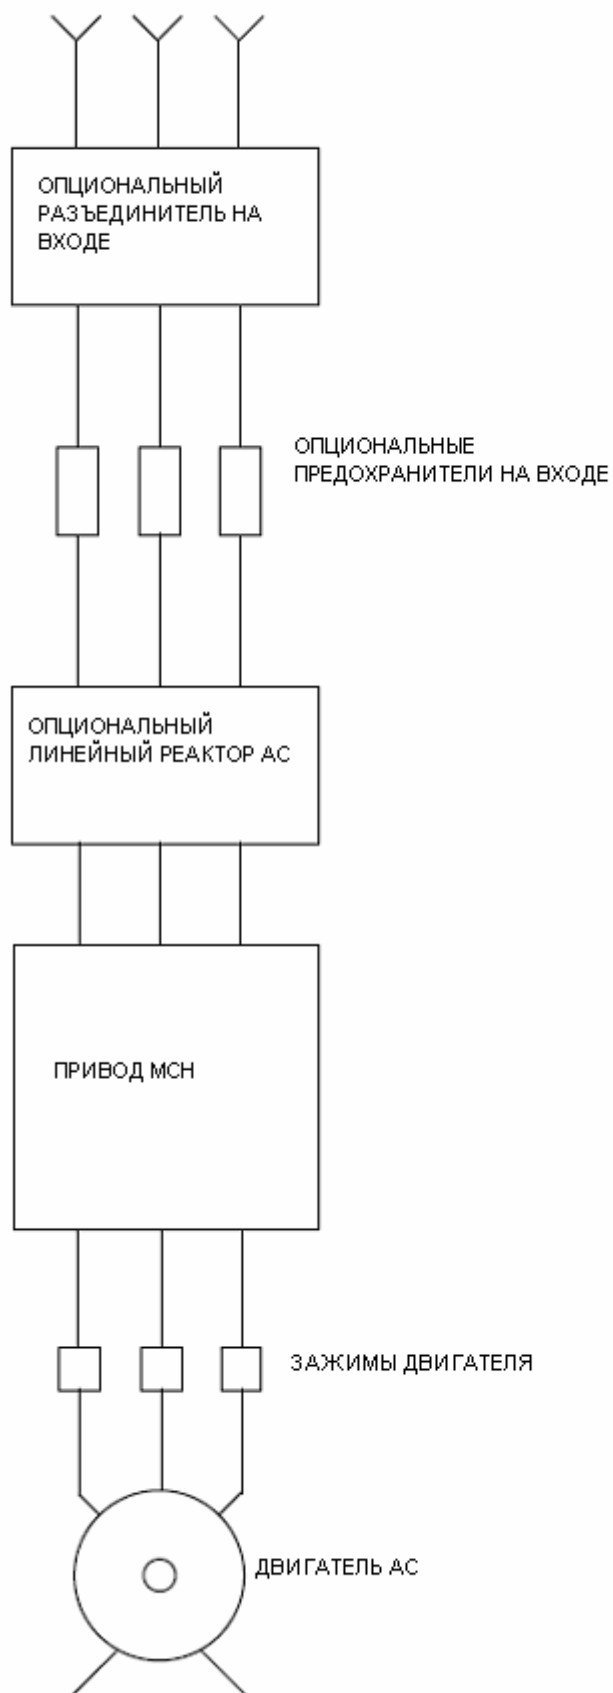 ОПЦИОНАЛЬНЫЙ
РАЗЪЕДИНИТЕЛЬ НА
ВХОДЕ
ОПЦИОНАЛЬНЫЕ
ПРЕДОХРАНИТЕЛИ НА ВХОДЕ
ОПЦИОНАЛЬНЫЙ
ЛИНЕЙНЫЙ РЕАКТОР АС
ПРИВОД МСН
ЗАЖИМЫ ДВИГАТЕЛЯ
ДВИГАТЕЛЬ АС